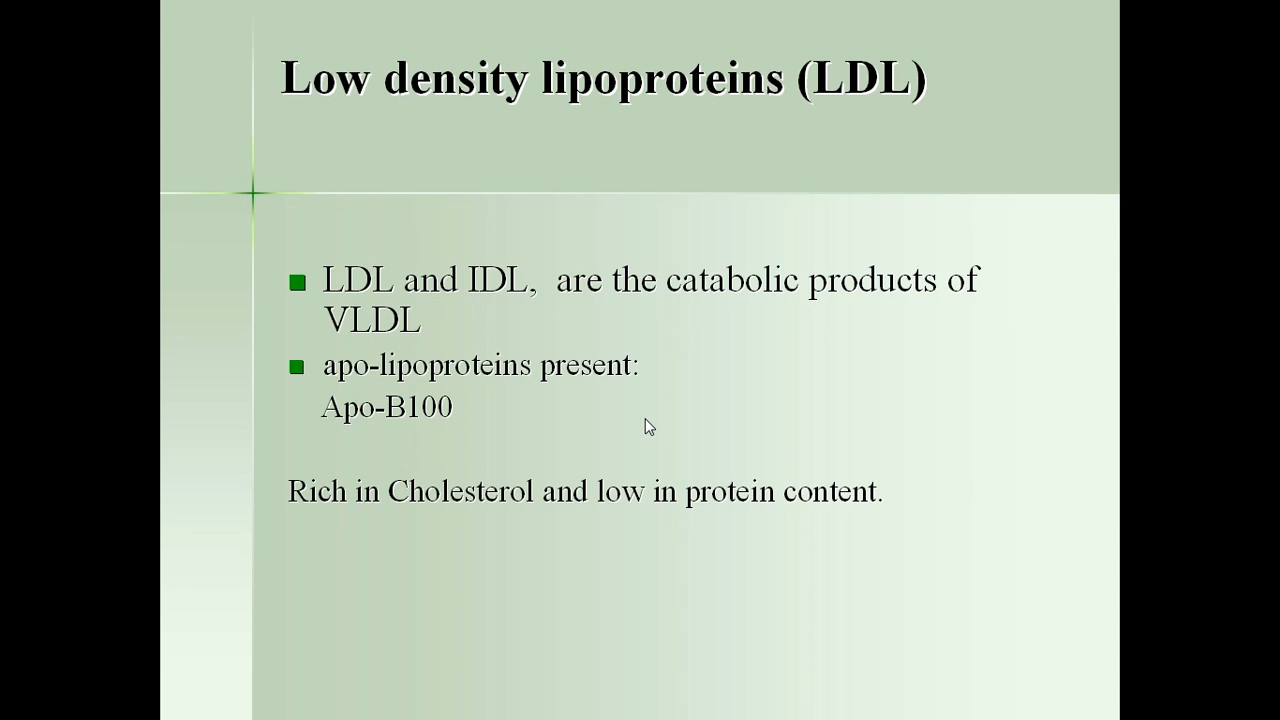 Low density lipoproteins (LDL)
LDL and IDL, are the catabolic products of
VLDL
apo-lipoproteins present:
Apo-B100
Rich in Cholesterol and low in protein content.